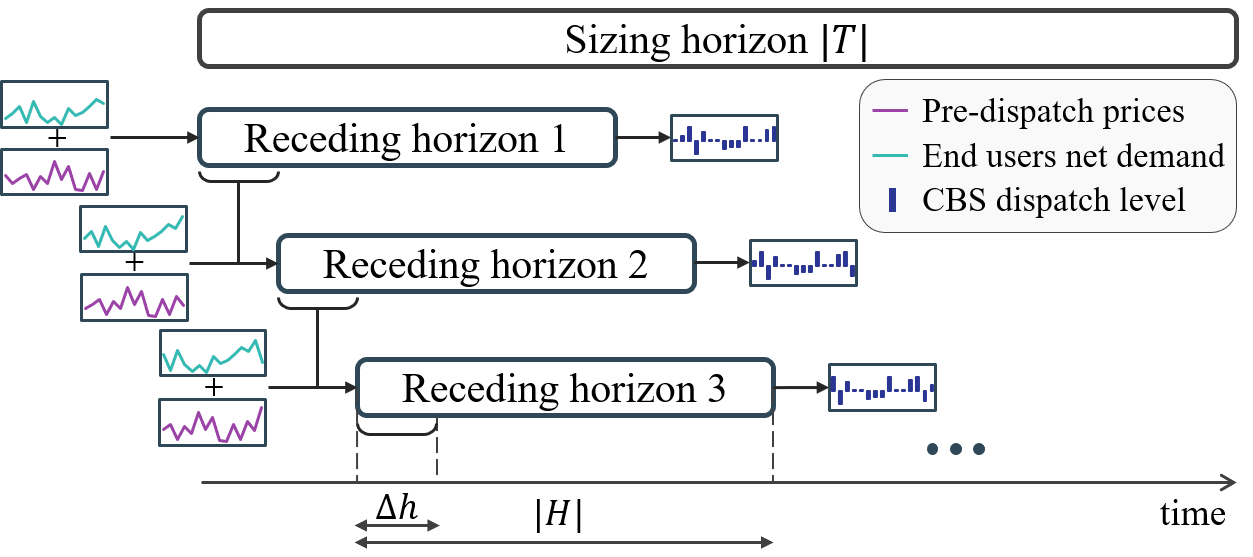 Sizing horizon |T|
Pre-dispatch prices
End users net demand
CBS dispatch level
+
Receding horizon 1
+
Receding horizon 2
+
Receding horizon 3
Δh
|H|
time